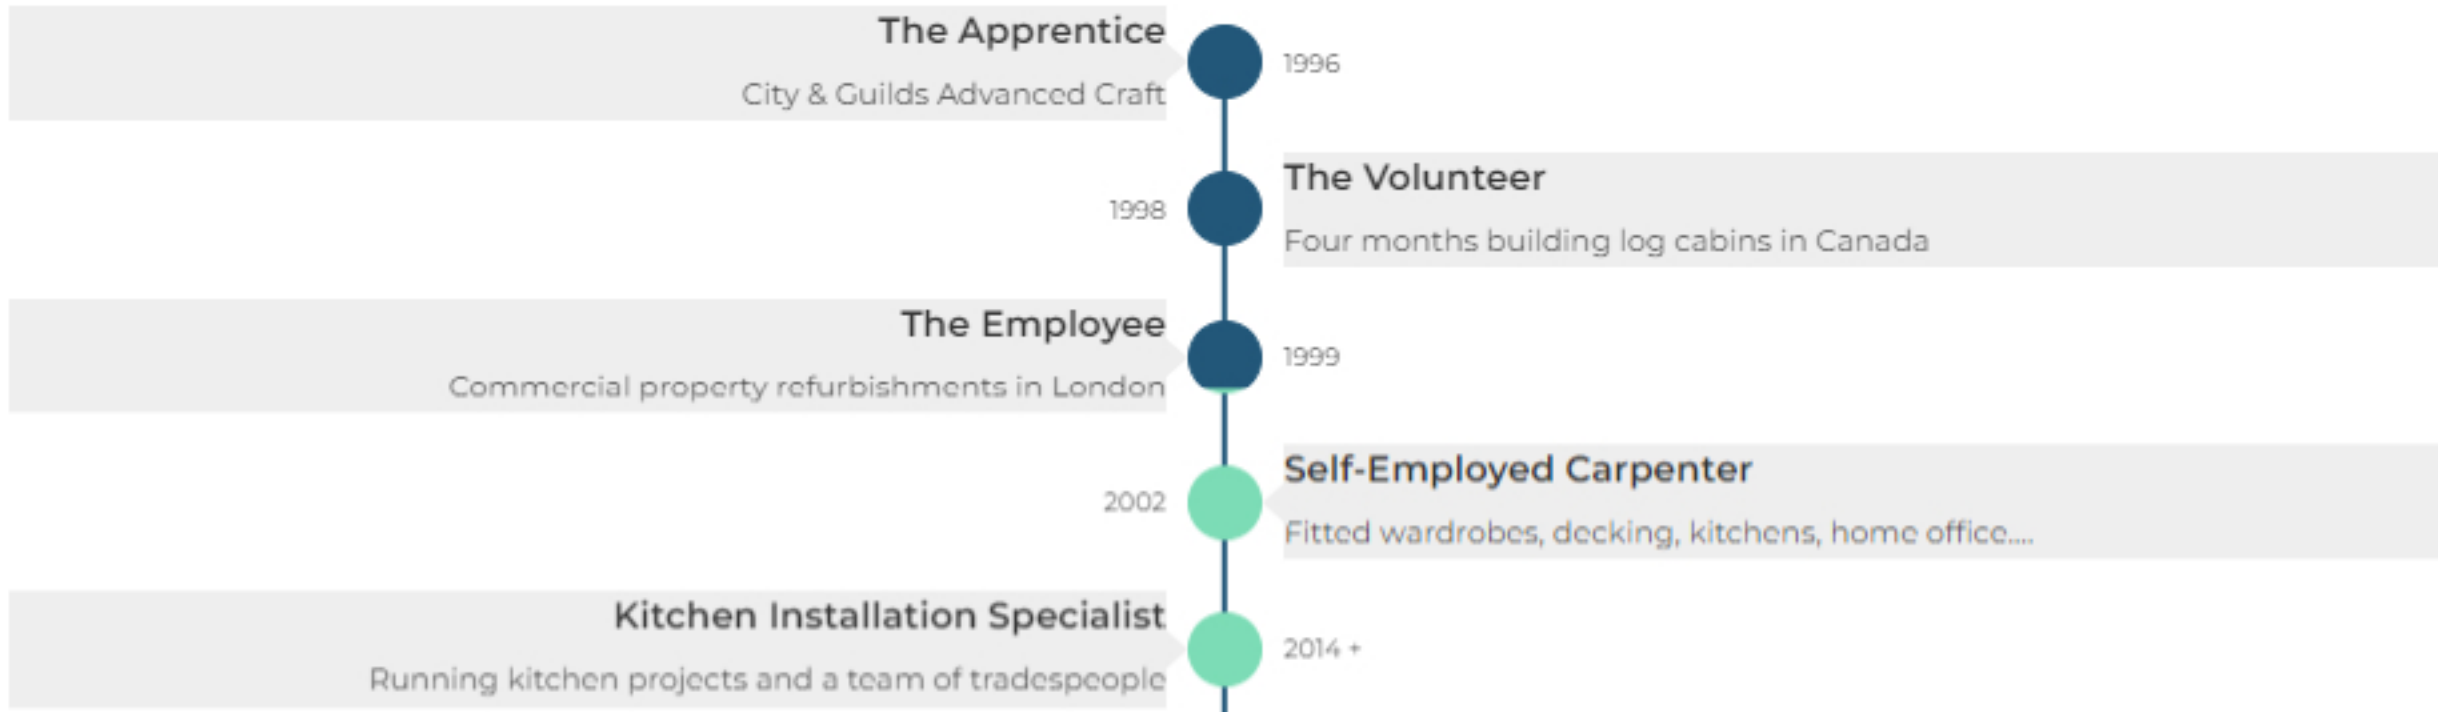 The Apprentice
City & Guilds Advanced Craft
1996
The Volunteer
Four months building log cabins in Canada
1998
The Employee
Commercial property refurbishments in London
1999
Self-Employed Carpenter
Fitted wardrobes, decking, kitchens, home office....
2002
Kitchen Installation Specialist
Running kitchen projects and a team of tradespeople
2014 +